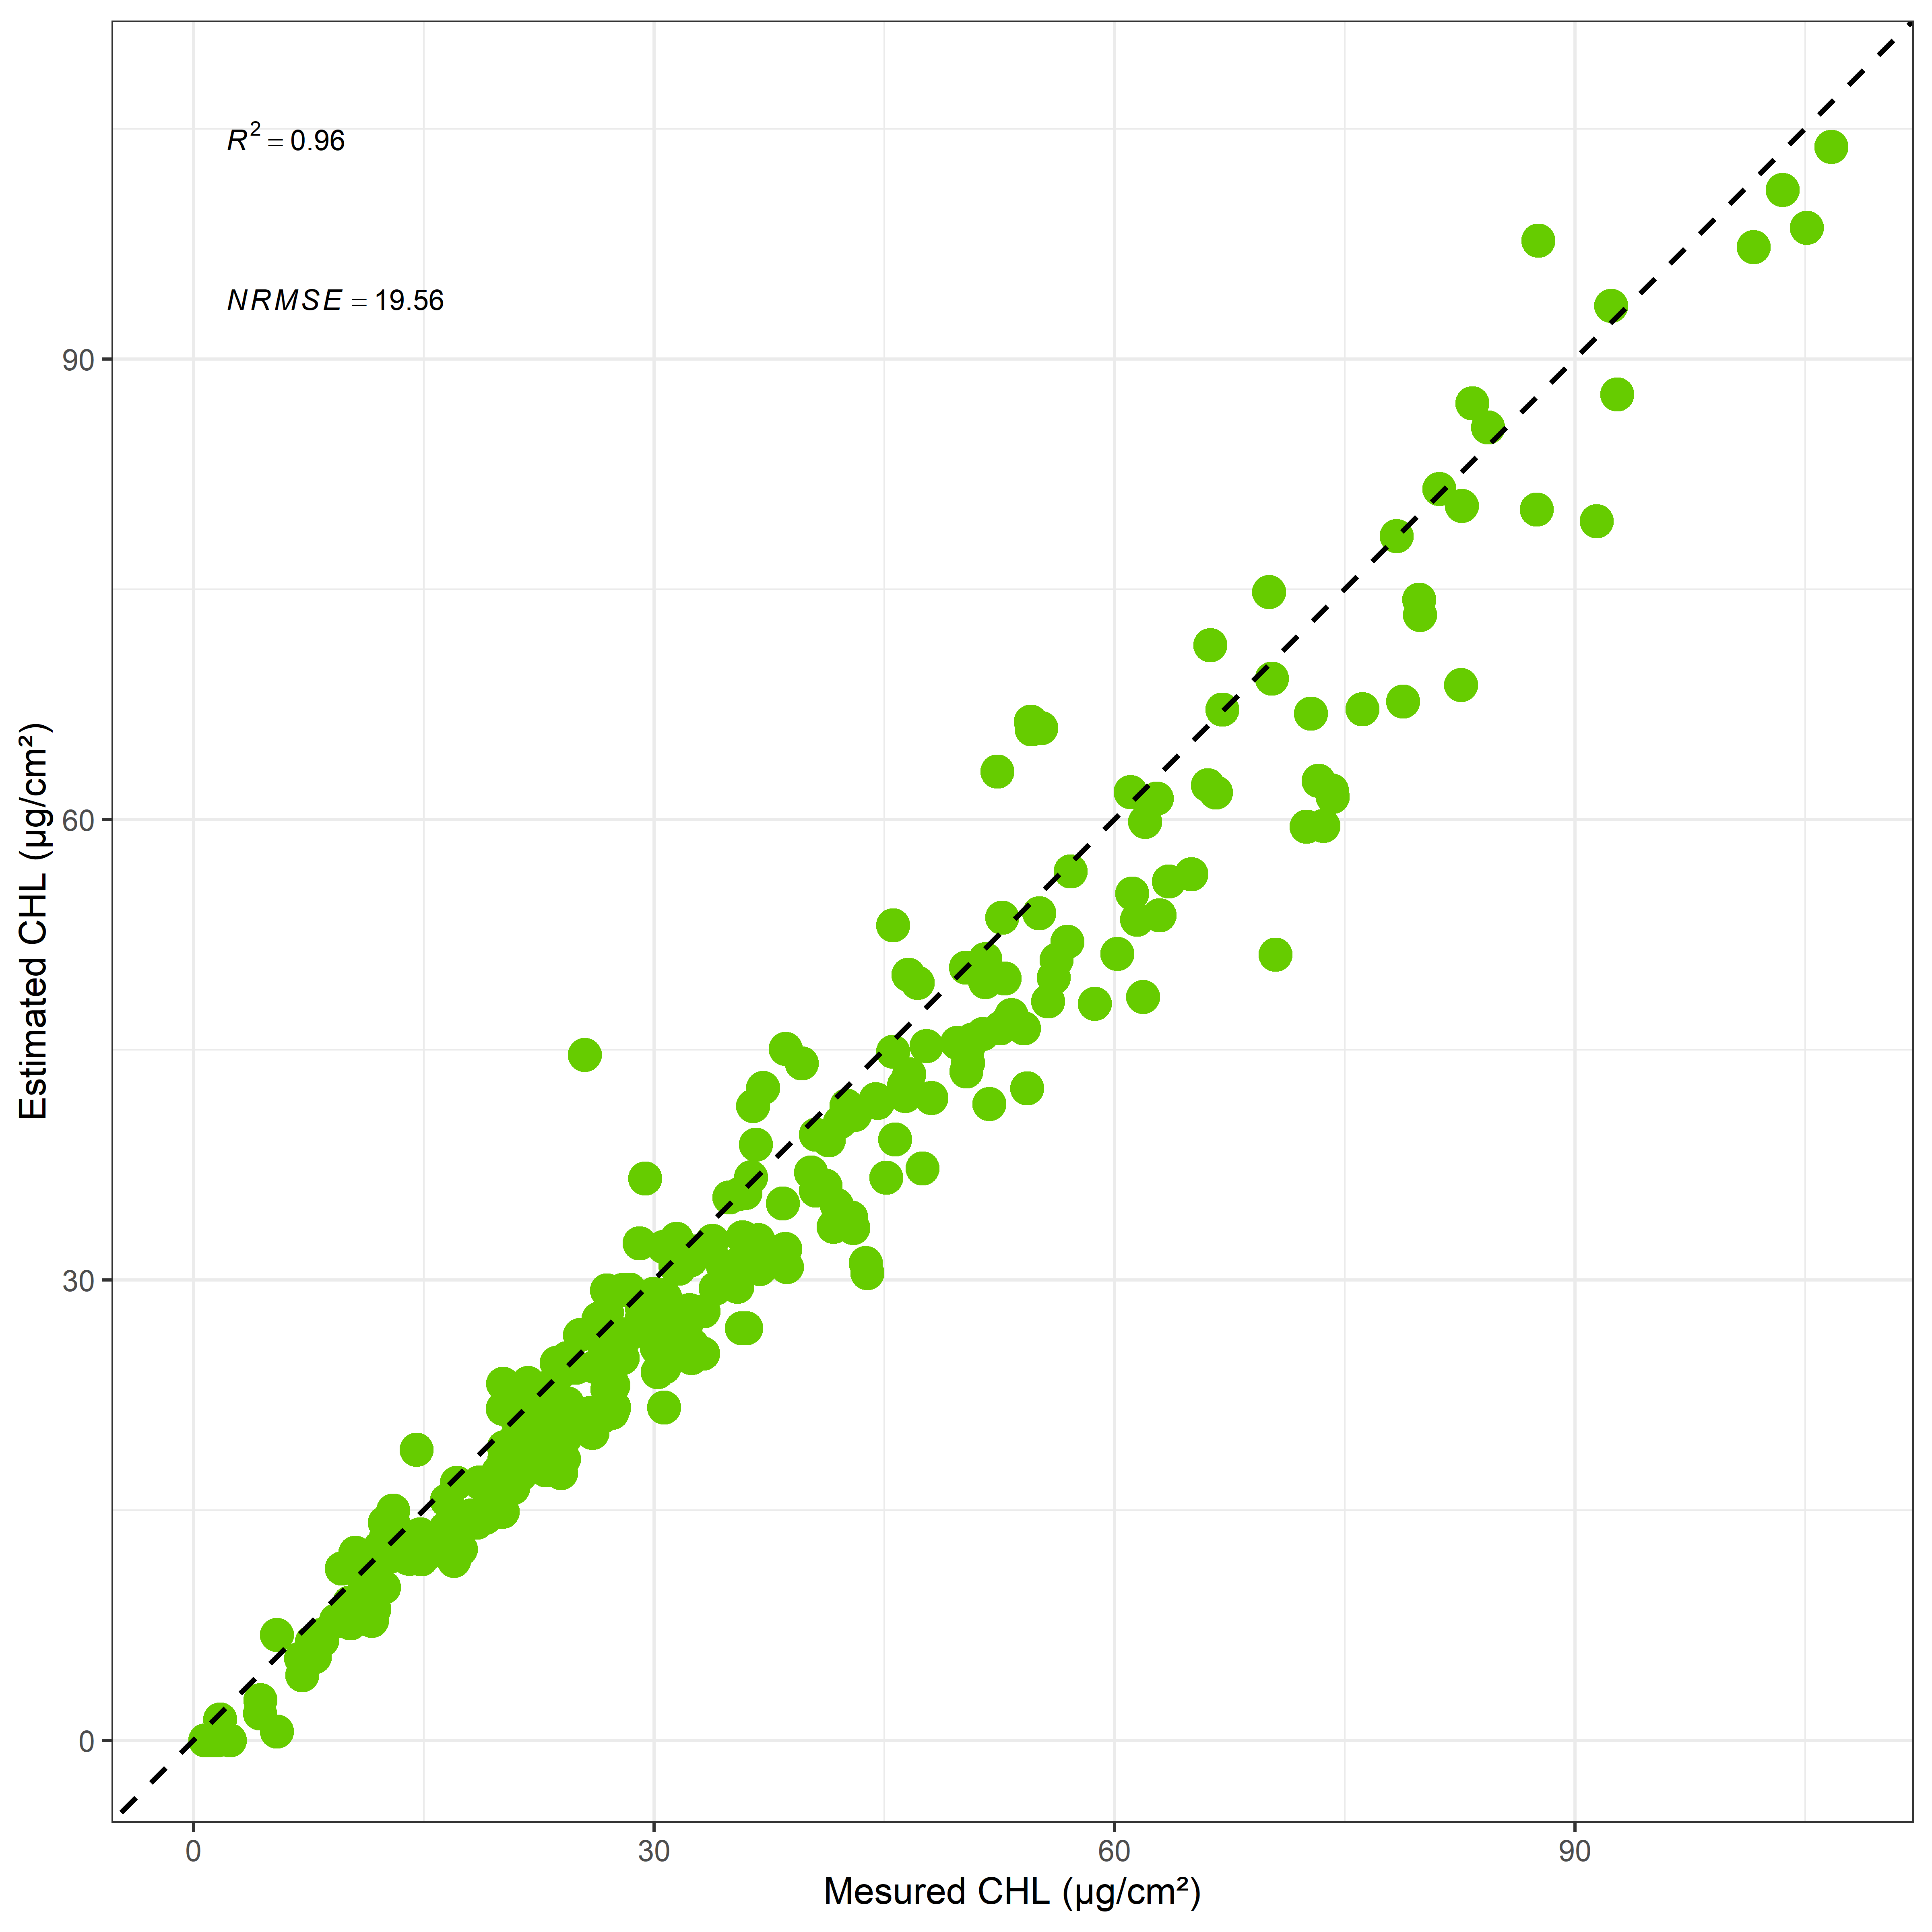 R² = 0.96
NRMSE = 19.56
90
60
30
0
Estimated CHL (µg/cm²)
0 30 60 90
Mesured CHL (µg/cm²)